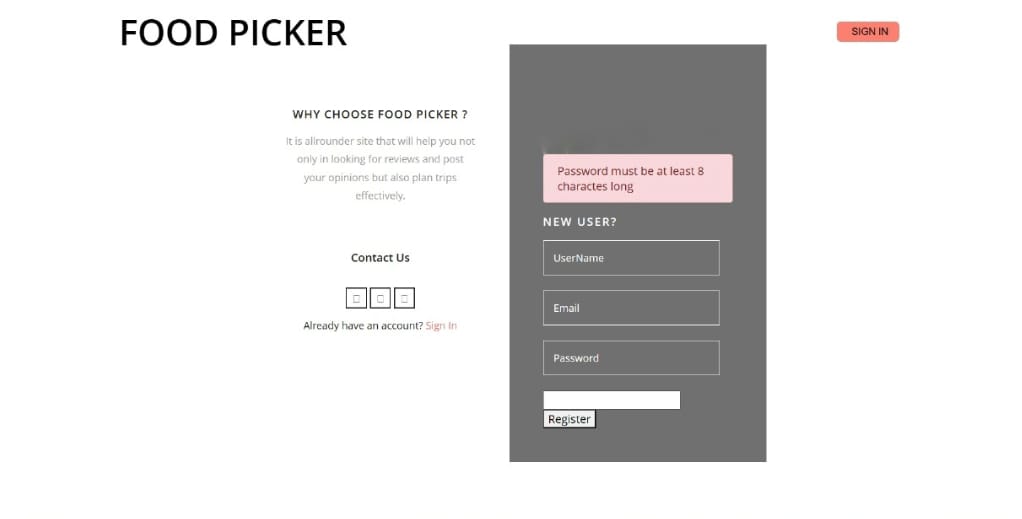 FOOD PICKER
SIGN IN
WHY CHOOSE FOOD PICKER ?
It is allrounder site that will help you not
only in looking for reviews and post
your opinions but also plan trips
effectively.
Contact Us
Already have an account? Sign In
Password must be at least 8
charactes long
NEW USER?
UserName
Email
Password
Register